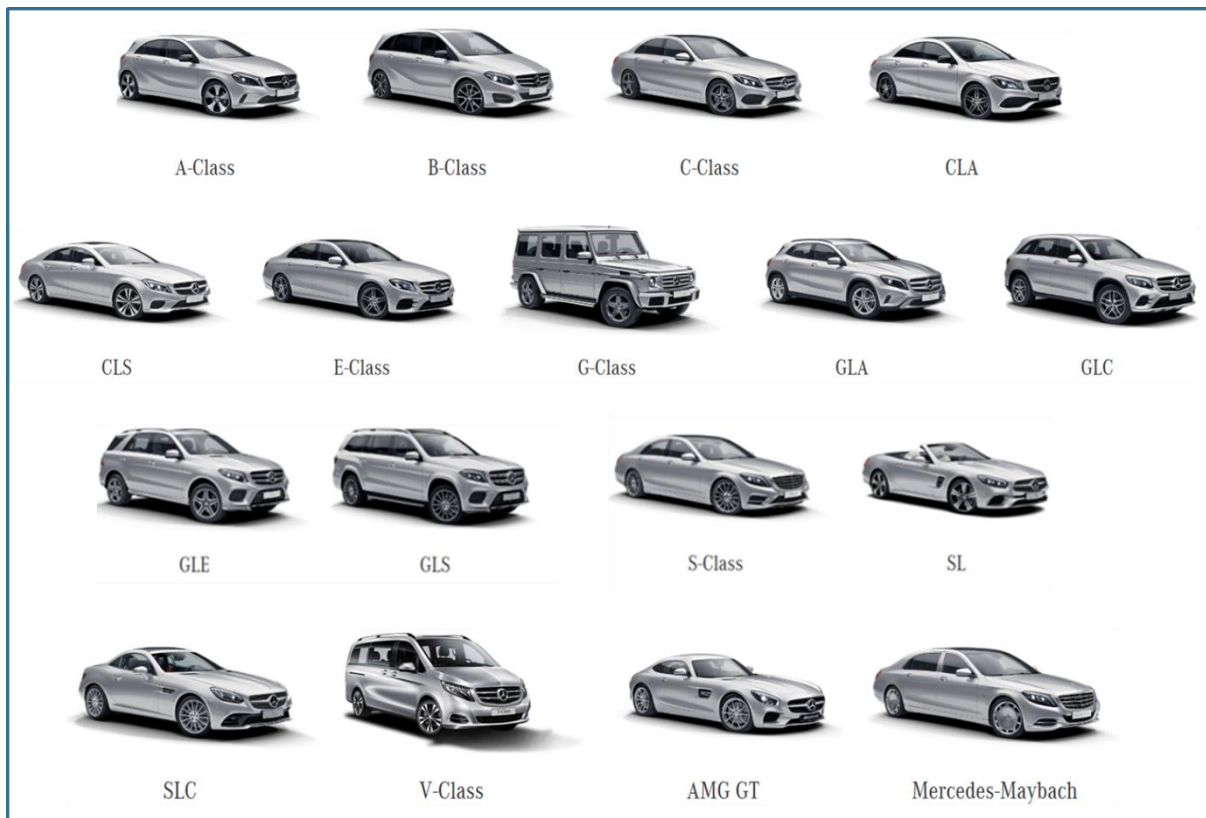 A-Class
B-Class
C-Class
CLA
CLS
E-Class
G-Class
GLA
GLC
GLE
GLS
S-Class
SL
SLC
V-Class
AMG GT
Mercedes-Maybach